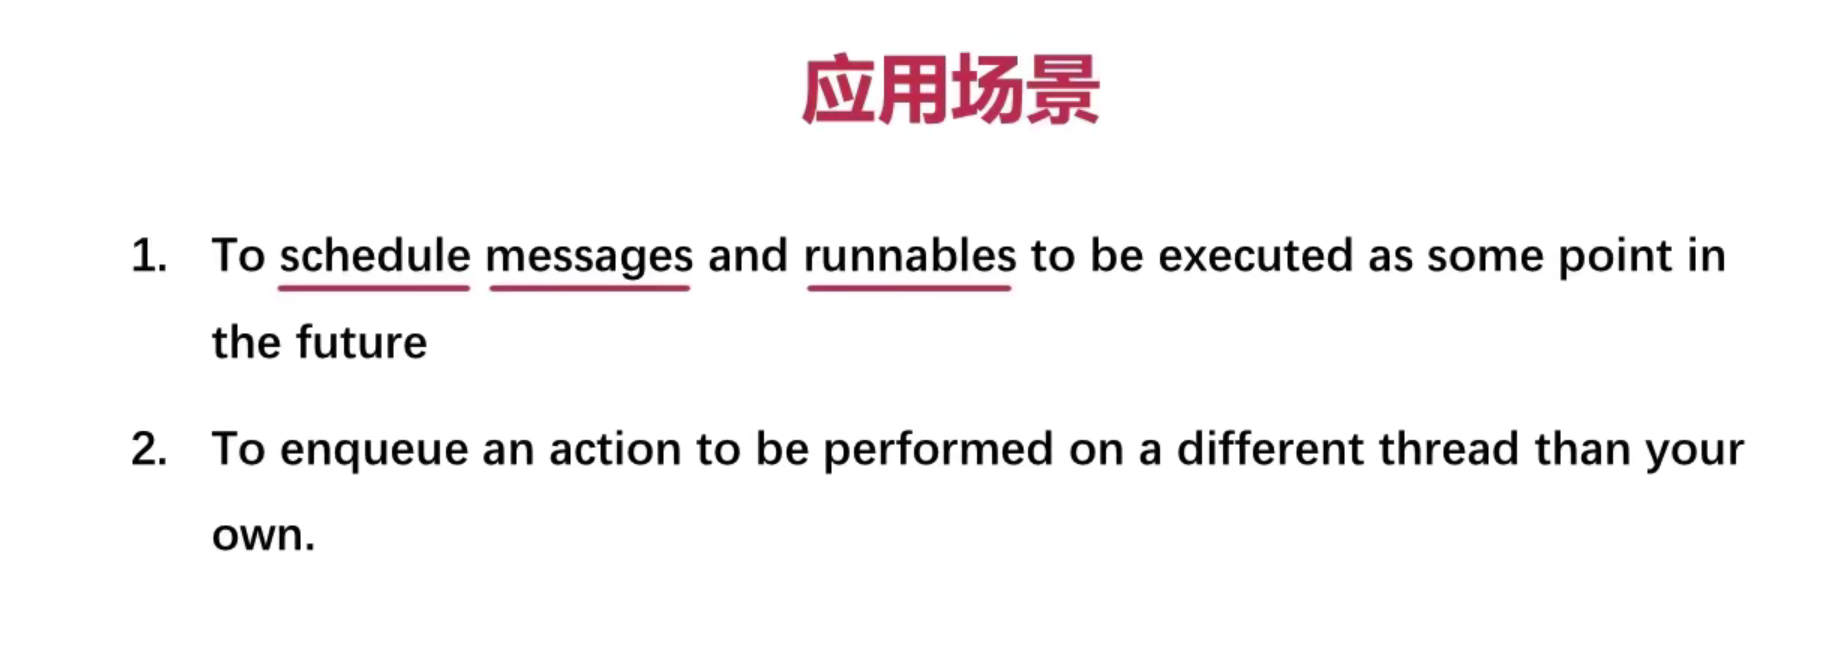 应用场景
1. To schedule messages and runnables to be executed as some point in
the future
2. To enqueue an action to be performed on a different thread than your
own.